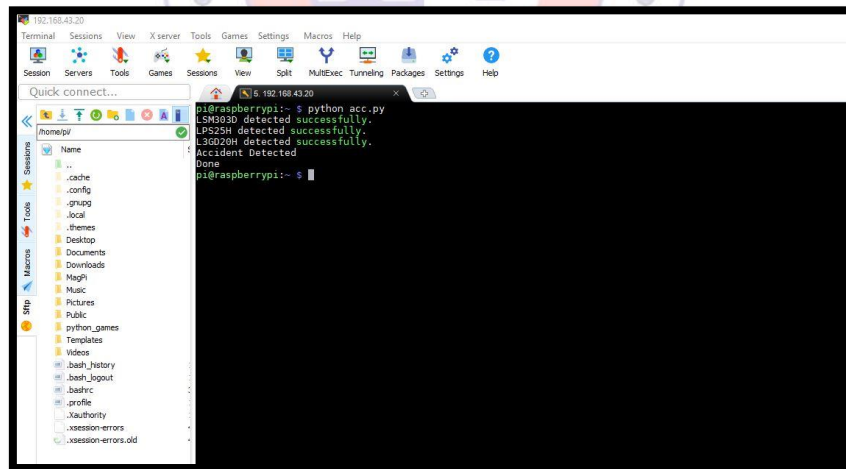 192.168.43.20
Terminal Sessions View X server Tools Games Settings Macros Help
Session Servers Tools Games Sessions View Split MultiExec Tunneling Packages Settings Help
Quick connect...
5. 192.168.43.20
/home/pi/
Name
..
.cache
.config
.gnupg
.local
.themes
Desktop
Documents
Downloads
MagPi
Music
Pictures
Public
python_games
Templates
Videos
.bash_history
.bash_logout
.bashrc
.profile
.Xauthority
.xsession-errors
.xsession-errors.old
Sessions
Tools
Macros
Sftp
pi@raspberrypi:~ $ python acc.py
LSM303D detected successfully.
LPS25H detected successfully.
L3GD20H detected successfully.
Accident Detected
Done
pi@raspberrypi:~ $